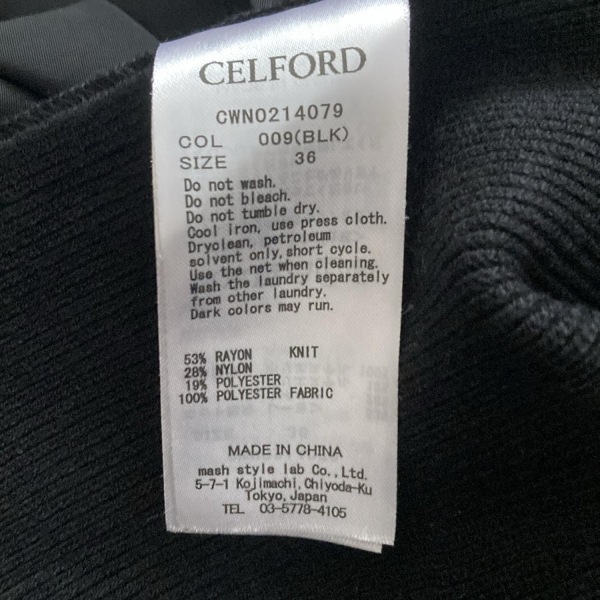 CELFORD
CWNO214079
COL 009(BLK)
SIZE 36
Do not wash.
Do not bleach.
Do not tumble dry.
Cool iron, use press cloth.
Dryclean, petroleum
solvent only, short cycle.
Use the net when cleaning.
Wash the laundry separately
from other laundry.
Dark colors may run.
53% RAYON KNIT
28% NYLON
19% POLYESTER
100% POLYESTER FABRIC
MADE IN CHINA
mash style lab Co., Ltd.
5-7-1 Kojimachi, Chiyoda-Ku
Tokyo, Japan
TEL 03-5778-4105